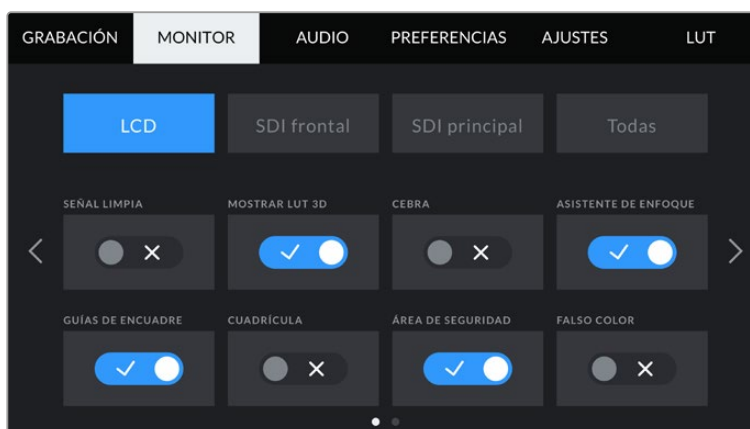 GRABACIÓN MONITOR AUDIO PREFERENCIAS AJUSTES LUT
LCD SDI frontal SDI principal Todas
SEÑAL LIMPIA MOSTRAR LUT 3D CEBRA ASISTENTE DE ENFOQUE
GUÍAS DE ENCUADRE CUADRÍCULA ÁREA DE SEGURIDAD FALSO COLOR